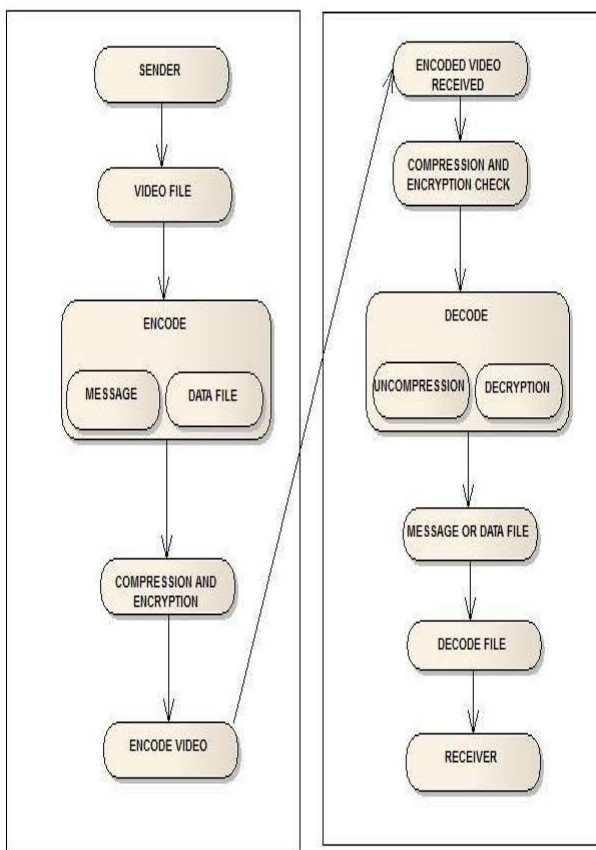 SENDER
VIDEO FILE
ENCODE
MESSAGE
DATA FILE
COMPRESSION AND
ENCRYPTION
ENCODE VIDEO
ENCODED VIDEO
RECEIVED
COMPRESSION AND
ENCRYPTION CHECK
DECODE
UNCOMPRESSION
DECRYPTION
MESSAGE OR DATA FILE
DECODE FILE
RECEIVER